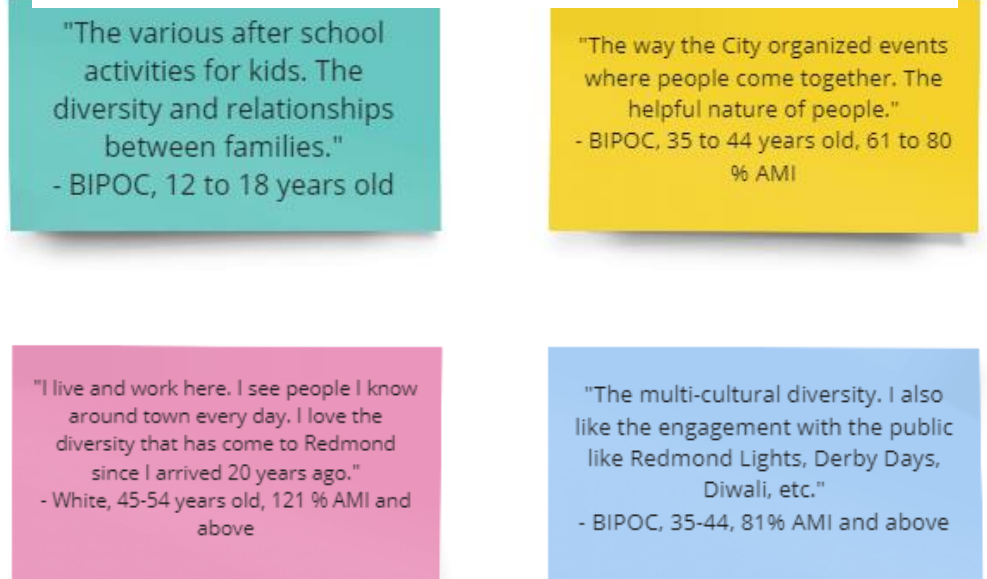 "The various after school
activities for kids. The
diversity and relationships
between families."
- BIPOC, 12 to 18 years old
"The way the City organized events
where people come together. The
helpful nature of people."
- BIPOC, 35 to 44 years old, 61 to 80
% AMI
"I live and work here. I see people I know
around town every day. I love the
diversity that has come to Redmond
since I arrived 20 years ago."
- White, 45-54 years old, 121 % AMI and
above
"The multi-cultural diversity. I also
like the engagement with the public
like Redmond Lights, Derby Days,
Diwali, etc."
- BIPOC, 35-44, 81% AMI and above